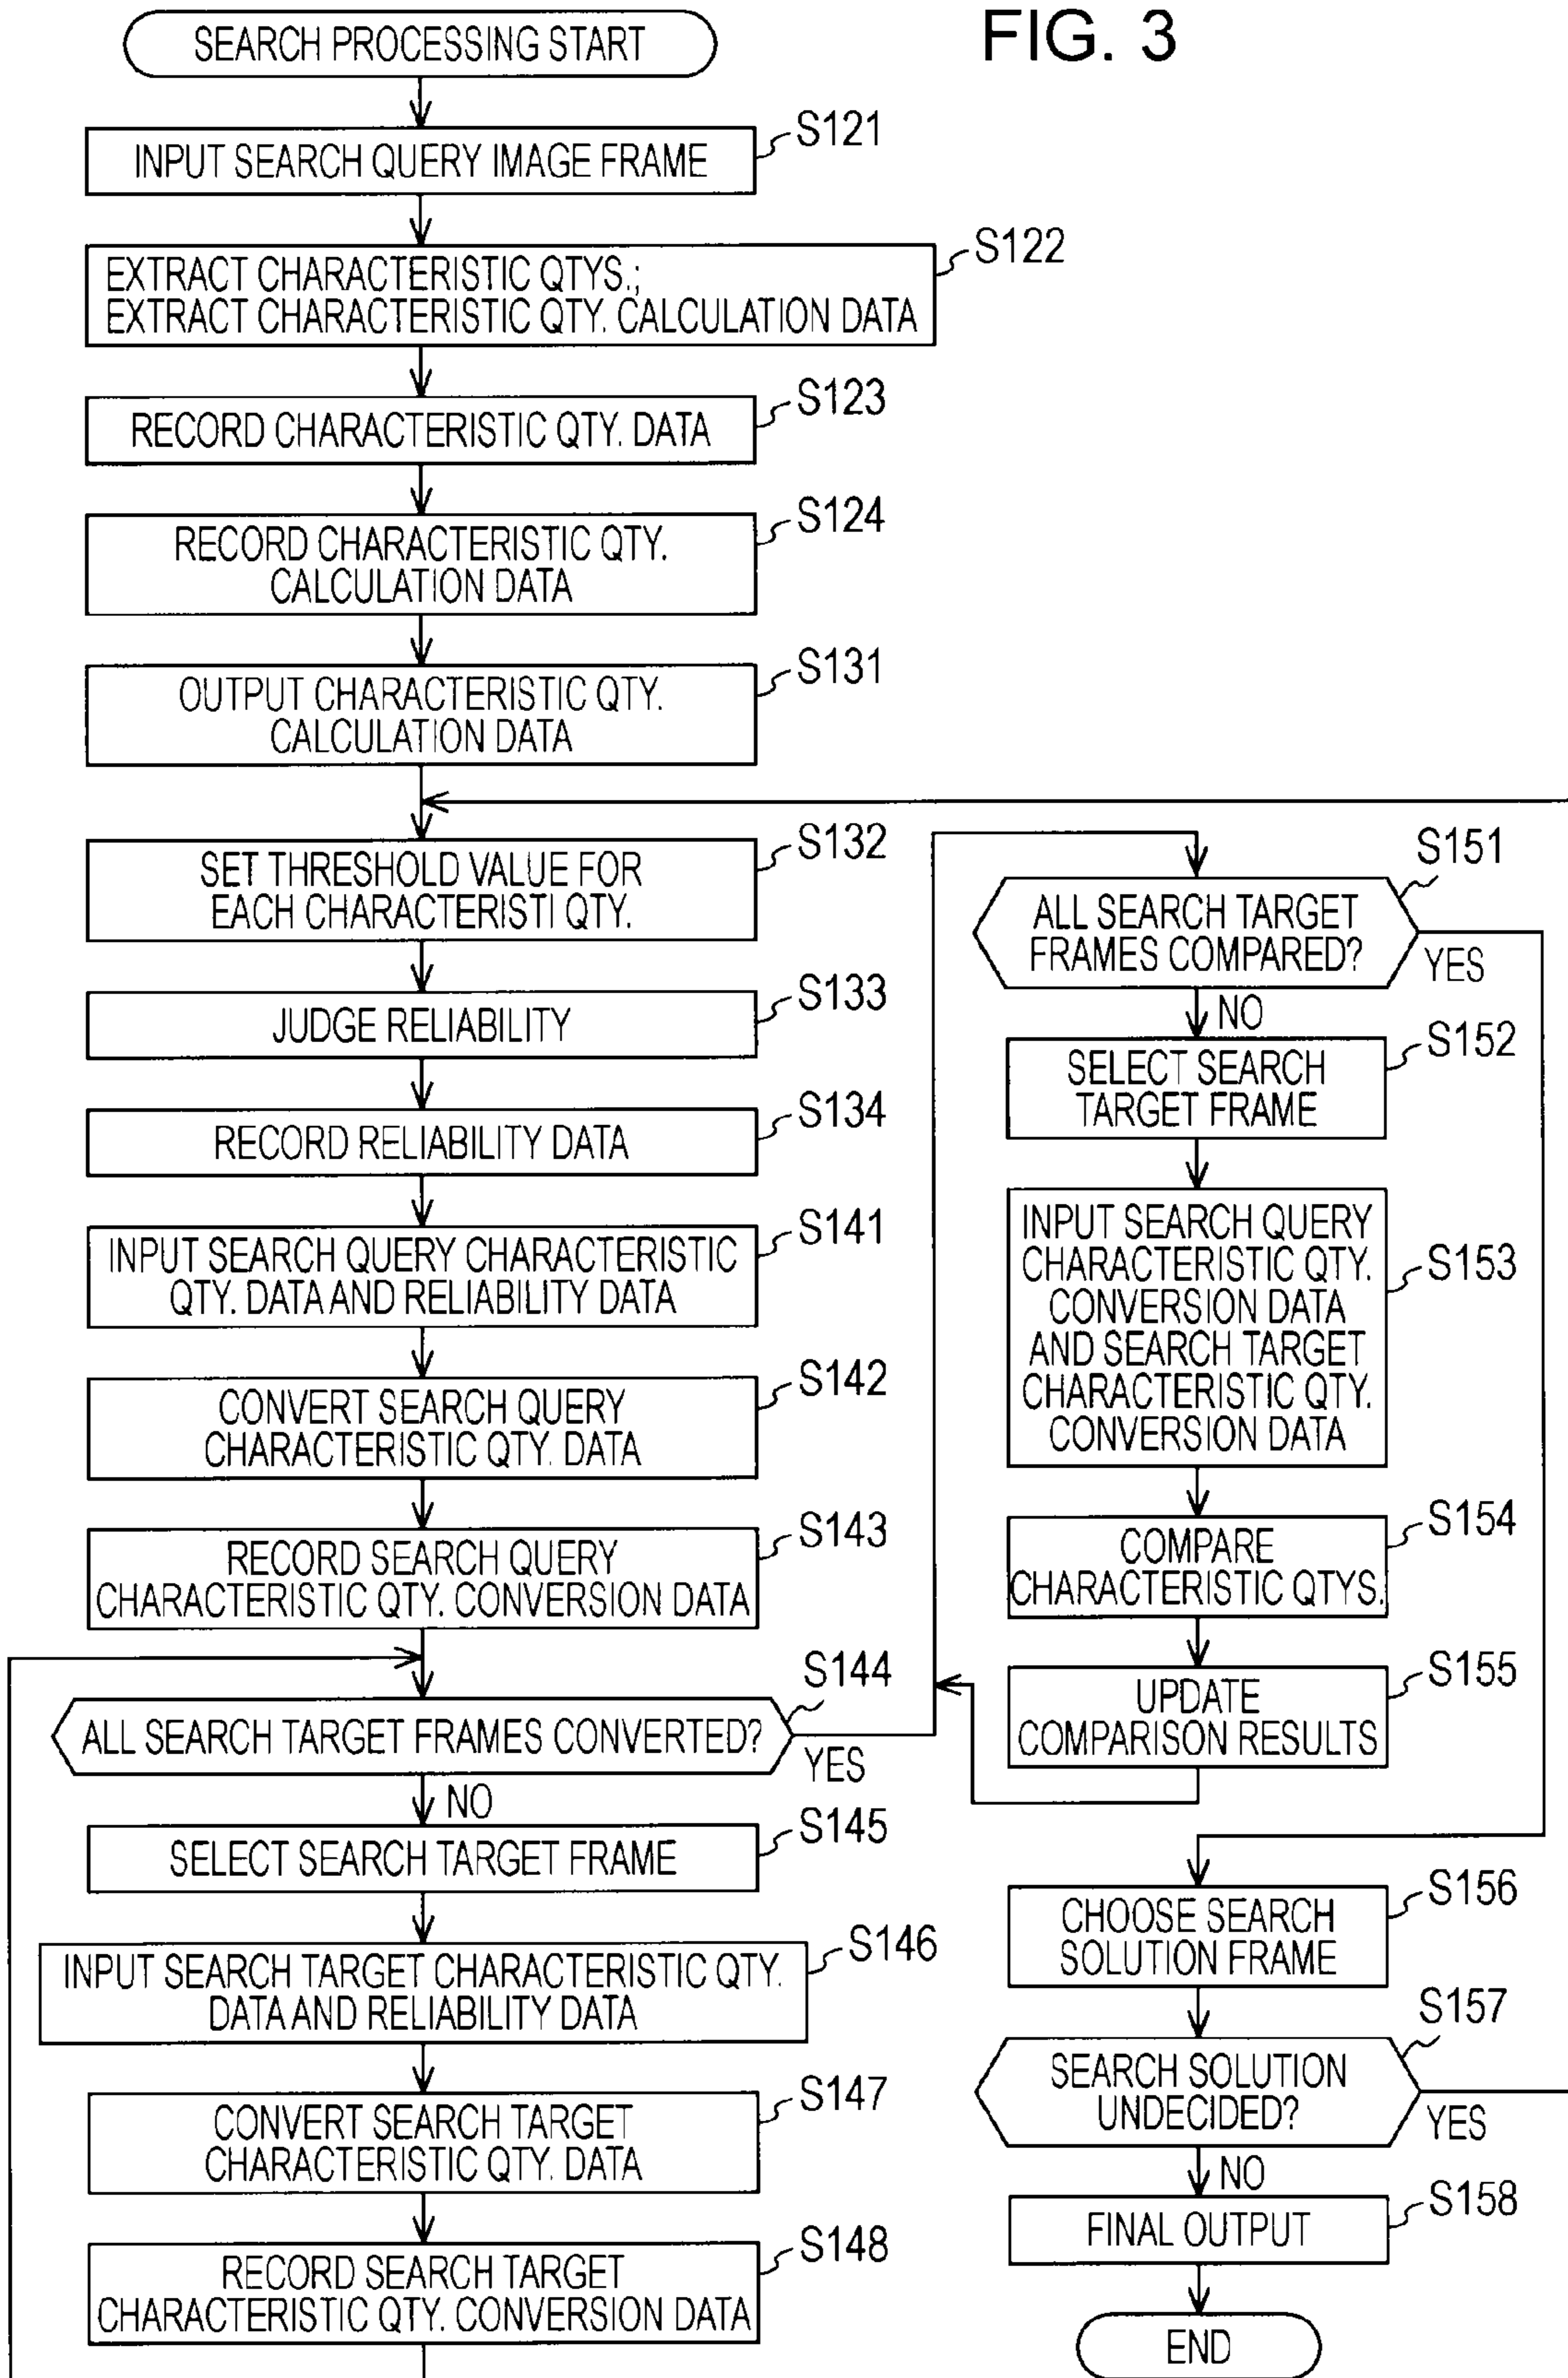 FIG. 3
SEARCH PROCESSING START
S121
INPUT SEARCH QUERY IMAGE FRAME
S122
EXTRACT CHARACTERISTIC QTYS.;
EXTRACT CHARACTERISTIC QTY. CALCULATION DATA
S123
RECORD CHARACTERISTIC QTY. DATA
S124
RECORD CHARACTERISTIC QTY.
CALCULATION DATA
S131
OUTPUT CHARACTERISTIC QTY.
CALCULATION DATA
S132
SET THRESHOLD VALUE FOR
EACH CHARACTERISTI QTY.
S133
JUDGE RELIABILITY
S134
RECORD RELIABILITY DATA
S141
INPUT SEARCH QUERY CHARACTERISTIC
QTY. DATA AND RELIABILITY DATA
S142
CONVERT SEARCH QUERY
CHARACTERISTIC QTY. DATA
S143
RECORD SEARCH QUERY
CHARACTERISTIC QTY. CONVERSION DATA
S144
ALL SEARCH TARGET FRAMES CONVERTED?
YES
NO
S145
SELECT SEARCH TARGET FRAME
S146
INPUT SEARCH TARGET CHARACTERISTIC QTY.
DATA AND RELIABILITY DATA
S147
CONVERT SEARCH TARGET
CHARACTERISTIC QTY. DATA
S148
RECORD SEARCH TARGET
CHARACTERISTIC QTY. CONVERSION DATA
S151
ALL SEARCH TARGET
FRAMES COMPARED?
YES
NO
S152
SELECT SEARCH
TARGET FRAME
S153
INPUT SEARCH QUERY
CHARACTERISTIC QTY.
CONVERSION DATA
AND SEARCH TARGET
CHARACTERISTIC QTY.
CONVERSION DATA
S154
COMPARE
CHARACTERISTIC QTYS.
S155
UPDATE
COMPARISON RESULTS
S156
CHOOSE SEARCH
SOLUTION FRAME
S157
SEARCH SOLUTION
UNDECIDED?
YES
NO
S158
FINAL OUTPUT
END